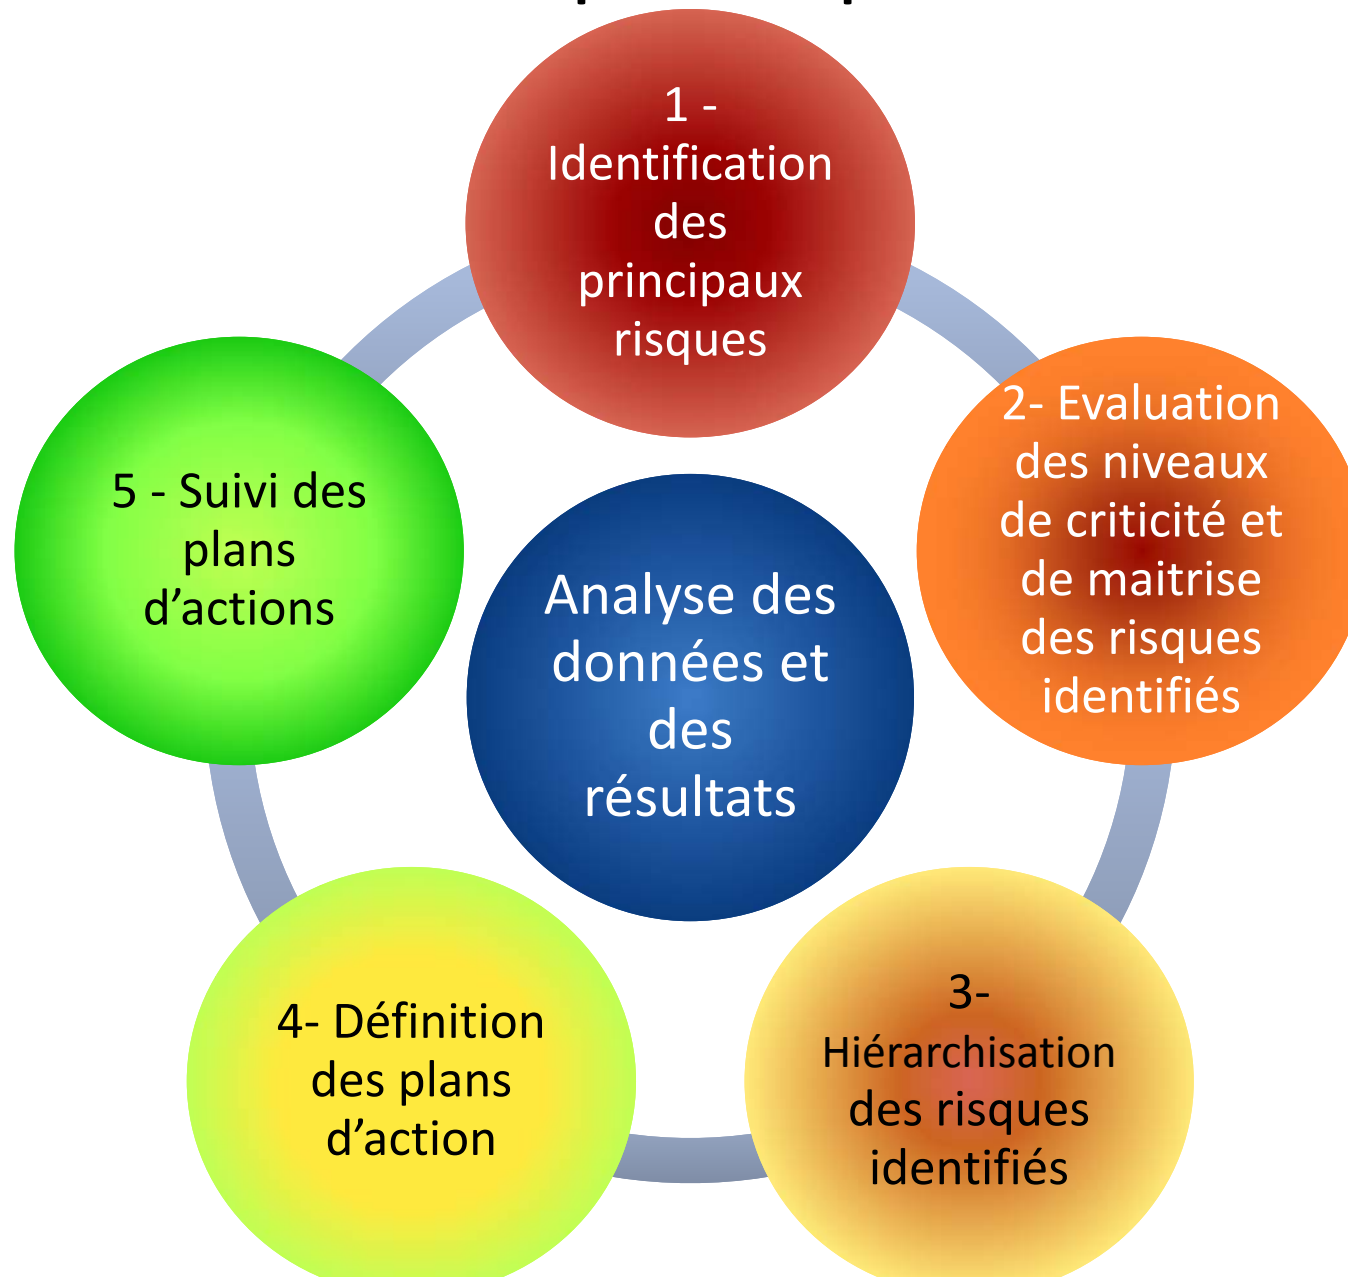 1 -
Identification
des
principaux
risques
2- Evaluation
des niveaux
de criticité et
de maitrise
des risques
identifiés
3-
Hiérarchisation
des risques
identifiés
4- Définition
des plans
d’action
5 - Suivi des
plans
d’actions
Analyse des
données et
des
résultats